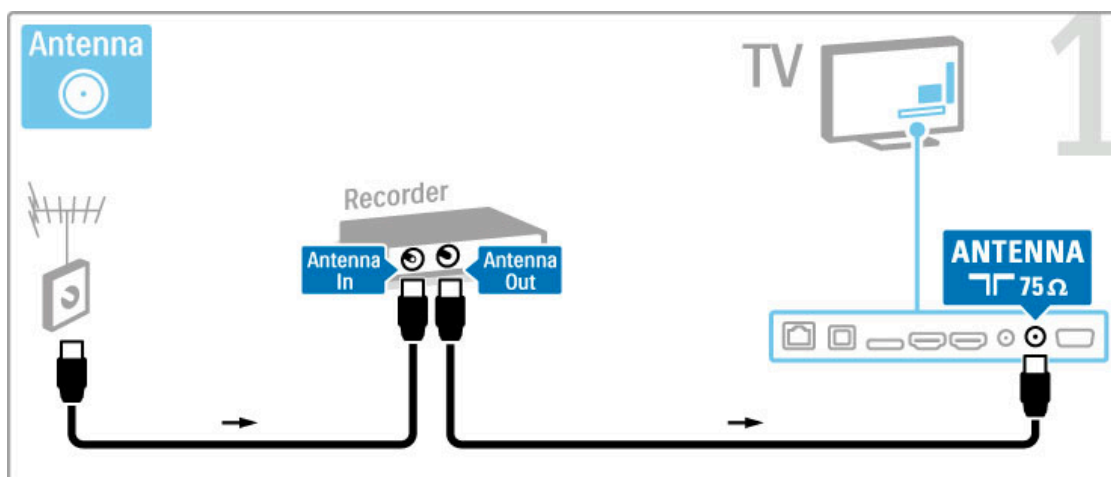 Antenna
TV
1
Recorder
Antenna
In
Antenna
Out
ANTENNA
75 Ω